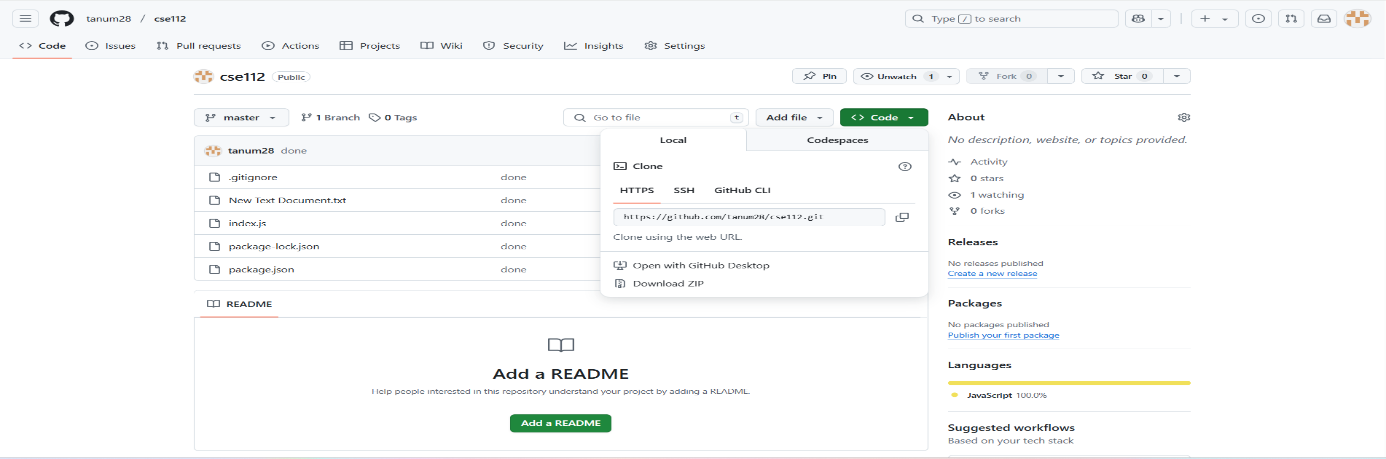 tanum28 / cse112
Type / to search
Code Issues Pull requests Actions Projects Wiki Security Insights Settings
cse112 Public
Pin Unwatch 1 Fork 0 Star 0
master 1 Branch 0 Tags
Go to file t Add file Code
tanum28 done
.gitignore done
New Text Document.txt done
index.js done
package-lock.json done
package.json done
Local Codespaces
Clone
HTTPS SSH GitHub CLI
https://github.com/tanum28/cse112.git
Clone using the web URL.
Open with GitHub Desktop
Download ZIP
README
Add a README
Help people interested in this repository understand your project by adding a README.
Add a README
About
No description, website, or topics provided.
Activity
0 stars
1 watching
0 forks
Releases
No releases published
Create a new release
Packages
No packages published
Publish your first package
Languages
JavaScript 100.0%
Suggested workflows
Based on your tech stack